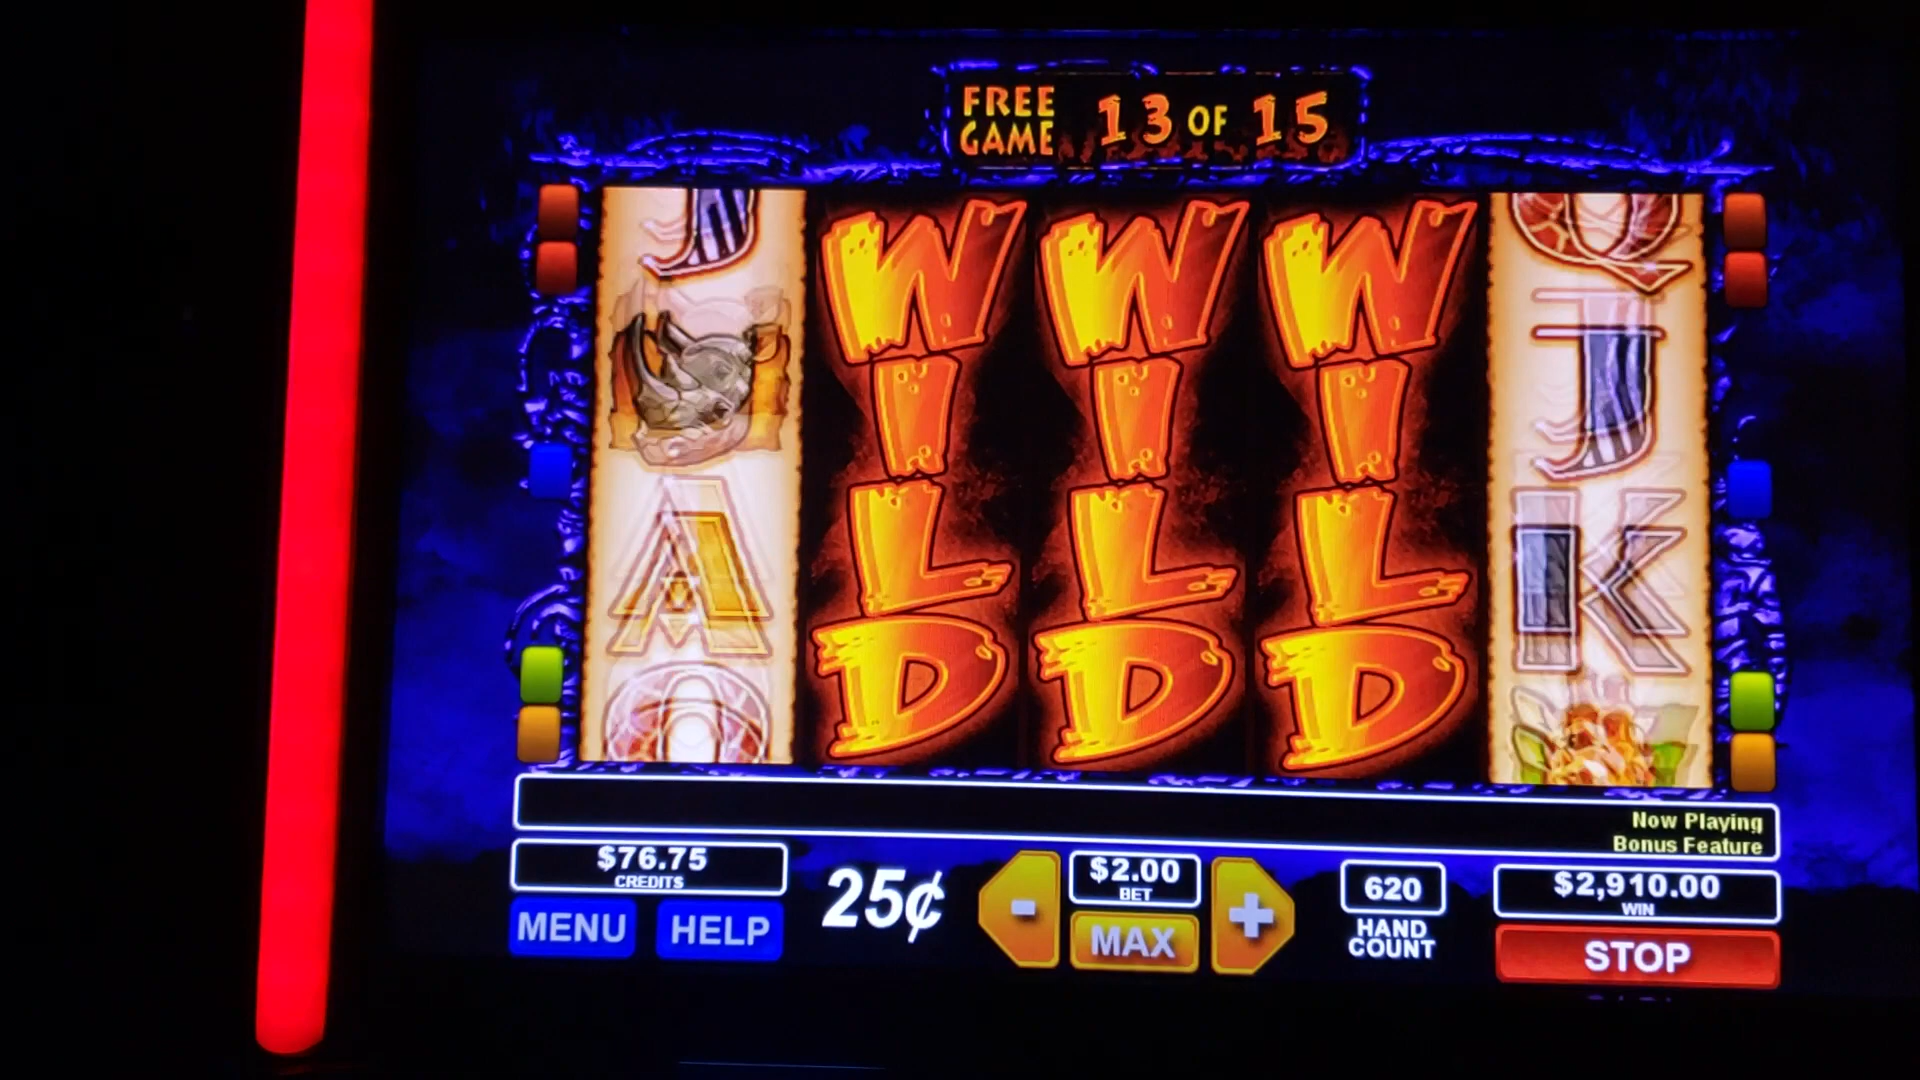 FREE GAME 13 OF 15
J
Q
WILD
WILD
WILD
J
A
K
Q
Now Playing
Bonus Feature
$76.75
CREDITS
25¢
-
$2.00
BET
+
620
$2,910.00
WIN
MENU
HELP
MAX
HAND
COUNT
STOP